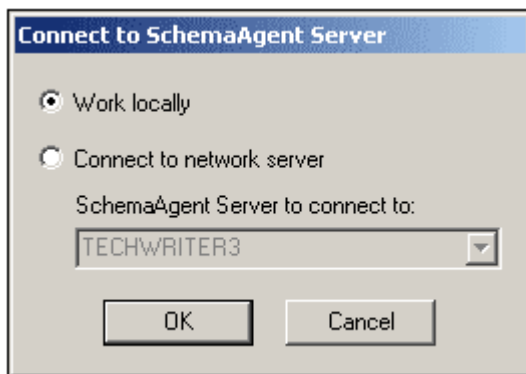 Connect to SchemaAgent Server
Work locally
Connect to network server
SchemaAgent Server to connect to:
TECHWRITER3
OK Cancel